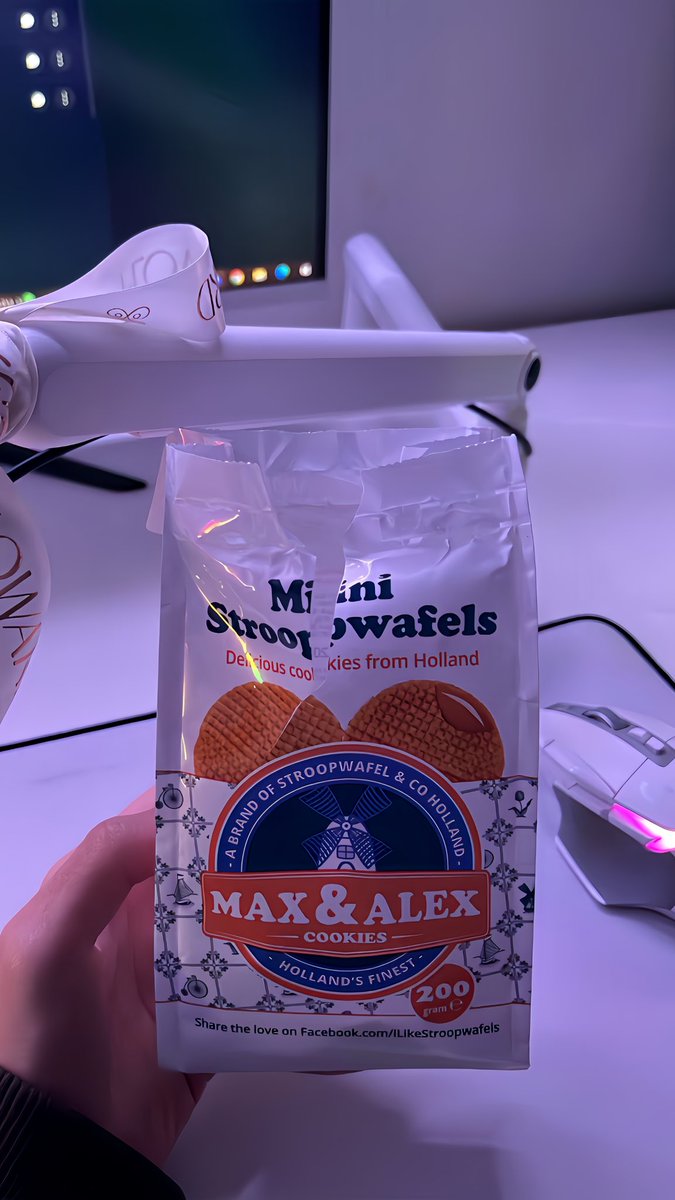 Mini
Stroopwafels
Delicious cookies from Holland
- A BRAND OF STROOPWAFEL & CO HOLLAND -
MAX & ALEX
COOKIES
- HOLLAND'S FINEST -
200
gram ℮
Share the love on Facebook.com/ILikeStroopwafels